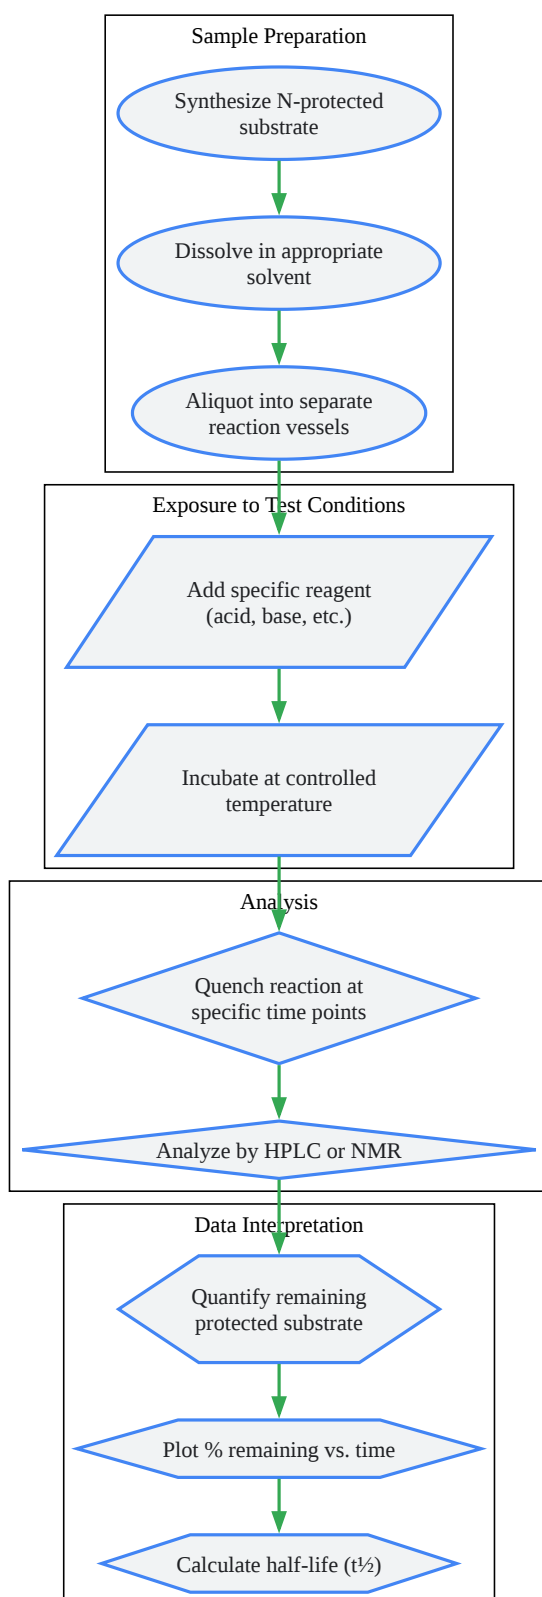 Sample Preparation
Synthesize N-protected
substrate
Dissolve in appropriate
solvent
Aliquot into separate
reaction vessels
Exposure to Test Conditions
Add specific reagent
(acid, base, etc.)
Incubate at controlled
temperature
Analysis
Quench reaction at
specific time points
Analyze by HPLC or NMR
Data Interpretation
Quantify remaining
protected substrate
Plot % remaining vs. time
Calculate half-life (t½)